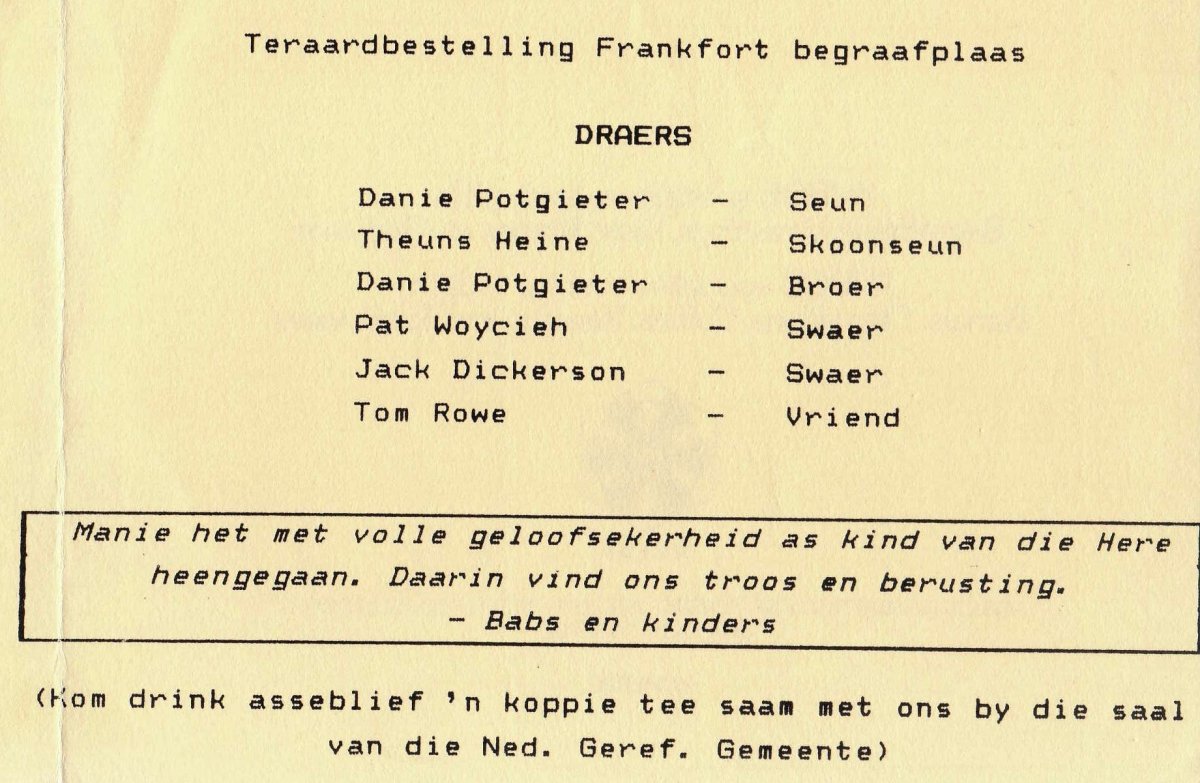 Teraardbestelling Frankfort begraafplaas
DRAERS
Danie Potgieter - Seun
Theuns Heine - Skoonseun
Danie Potgieter - Broer
Pat Woycieh - Swaer
Jack Dickerson - Swaer
Tom Rowe - Vriend
Manie het met volle geloofsekerheid as kind van die Here
heengegaan. Daarin vind ons troos en berusting.
- Babs en kinders
(Kom drink asseblief 'n koppie tee saam met ons by die saal
van die Ned. Geref. Gemeente)